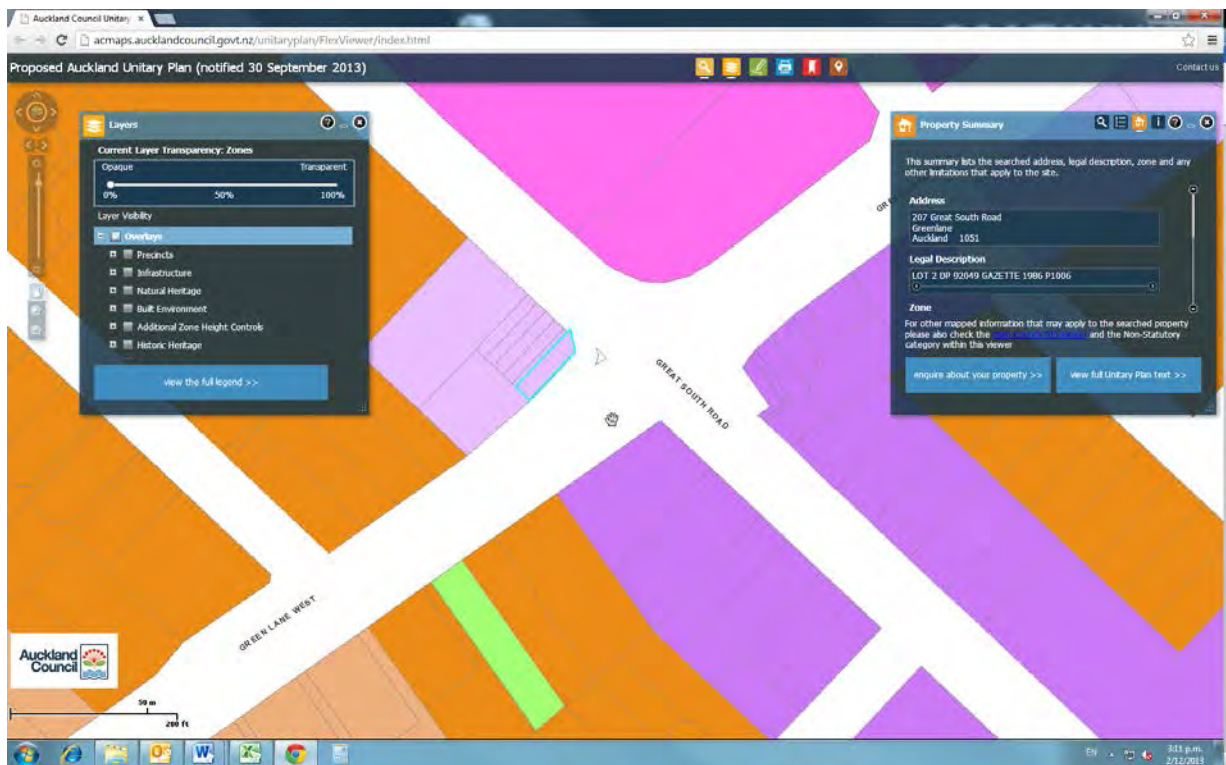 Auckland Council Unitary
acmaps.aucklandcouncil.govt.nz/unitaryplan/FlexViewer/index.html
Proposed Auckland Unitary Plan (notified 30 September 2013)
Contact us
Layers
Current Layer Transparency: Zones
Opaque Transparent
0% 50% 100%
Layer Visibility
Overlays
Precincts
Infrastructure
Natural Heritage
Built Environment
Additional Zone Height Controls
Historic Heritage
view the full legend >>
Property Summary
This summary lists the searched address, legal description, zone and any
other limitations that apply to the site.
Address
207 Great South Road
Greenlane
Auckland 1051
Legal Description
LOT 2 DP 92049 GAZETTE 1986 P1006
Zone
For other mapped information that may apply to the searched property
please also check the and the Non-Statutory
category within this viewer
enquire about your property >>
view full Unitary Plan text >>
GREAT SOUTH ROAD
GREEN LANE WEST
Auckland
Council
50 m
200 ft
EN
3:11 p.m.
2/12/2013